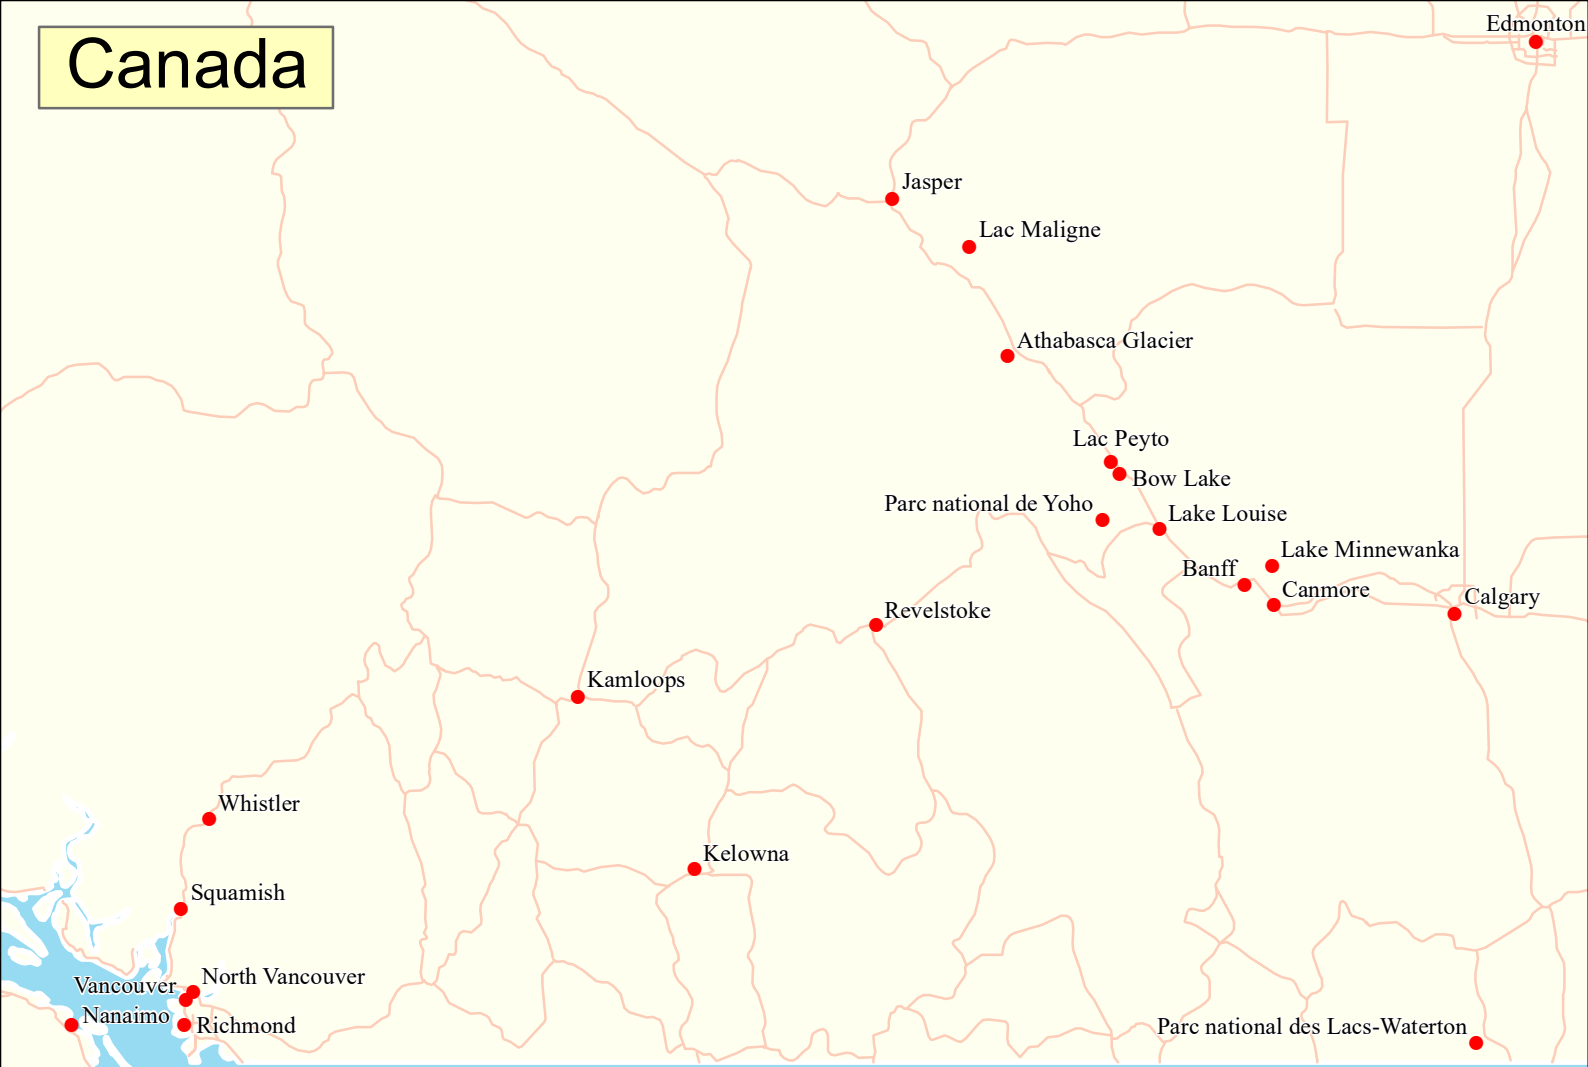 Canada
Edmonton
Jasper
Lac Maligne
Athabasca Glacier
Lac Peyto
Bow Lake
Parc national de Yoho
Lake Louise
Lake Minnewanka
Banff
Canmore
Calgary
Revelstoke
Kamloops
Whistler
Kelowna
Squamish
North Vancouver
Vancouver
Nanaimo
Richmond
Parc national des Lacs-Waterton